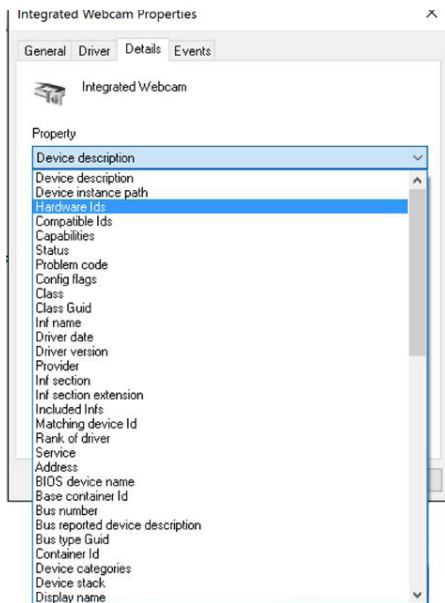 Integrated Webcam Properties
General Driver Details Events
Integrated Webcam
Property
Device description
Device description
Device instance path
Hardware Ids
Compatible Ids
Capabilities
Status
Problem code
Config flags
Class
Class Guid
Inf name
Driver date
Driver version
Provider
Inf section
Inf section extension
Included Infs
Matching device Id
Rank of driver
Service
Address
BIOS device name
Base container Id
Bus number
Bus reported device description
Bus type Guid
Container Id
Device categories
Device stack
Display name